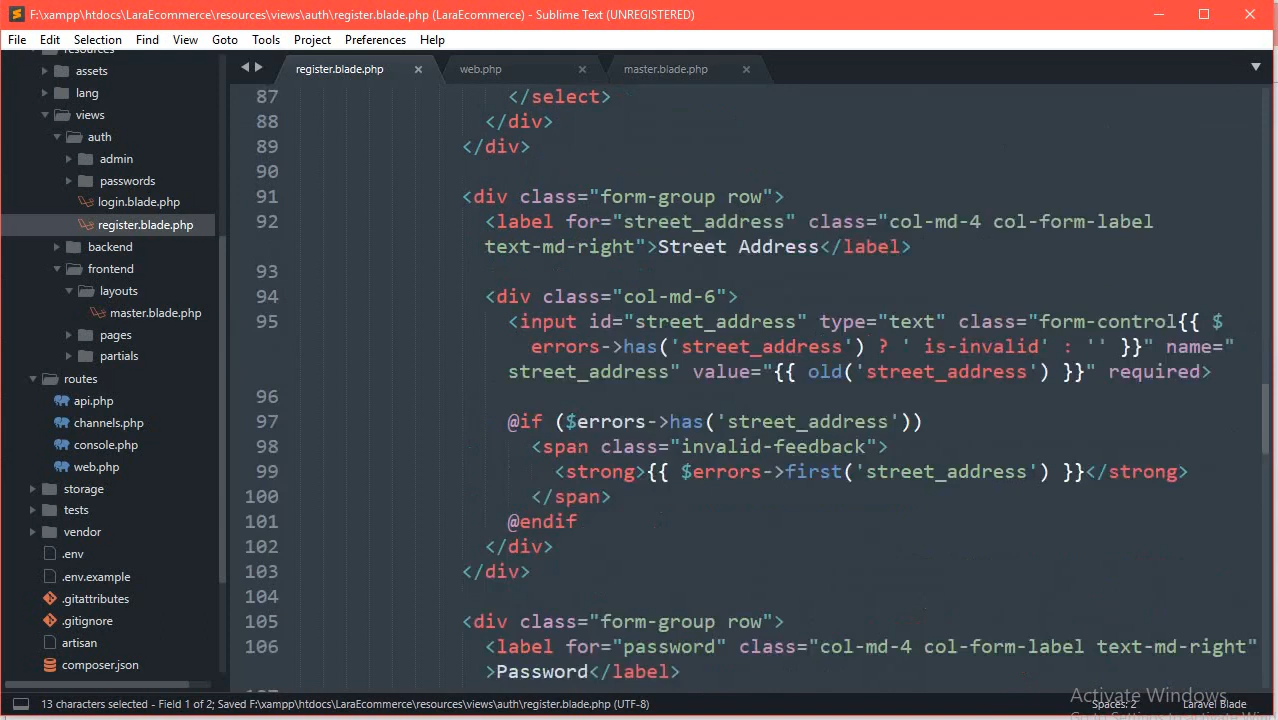 F:\xampp\htdocs\LaraEcommerce\resources\views\auth\register.blade.php (LaraEcommerce) - Sublime Text (UNREGISTERED)
File Edit Selection Find View Goto Tools Project Preferences Help
resources
assets
lang
views
auth
admin
passwords
login.blade.php
register.blade.php
backend
frontend
layouts
master.blade.php
pages
partials
routes
api.php
channels.php
console.php
web.php
storage
tests
vendor
.env
.env.example
.gitattributes
.gitignore
artisan
composer.json
register.blade.php web.php master.blade.php
87 </select>
88 </div>
89 </div>
90
91 <div class="form-group row">
92 <label for="street_address" class="col-md-4 col-form-label
text-md-right">Street Address</label>
93
94 <div class="col-md-6">
95 <input id="street_address" type="text" class="form-control{{ $
errors->has('street_address') ? ' is-invalid' : '' }}" name="
street_address" value="{{ old('street_address') }}" required>
96
97 @if ($errors->has('street_address'))
98 <span class="invalid-feedback">
99 <strong>{{ $errors->first('street_address') }}</strong>
100 </span>
101 @endif
102 </div>
103 </div>
104
105 <div class="form-group row">
106 <label for="password" class="col-md-4 col-form-label text-md-right"
>Password</label>
Activate Windows
13 characters selected - Field 1 of 2; Saved F:\xampp\htdocs\LaraEcommerce\resources\views\auth\register.blade.php (UTF-8) Spaces: 2 Laravel Blade